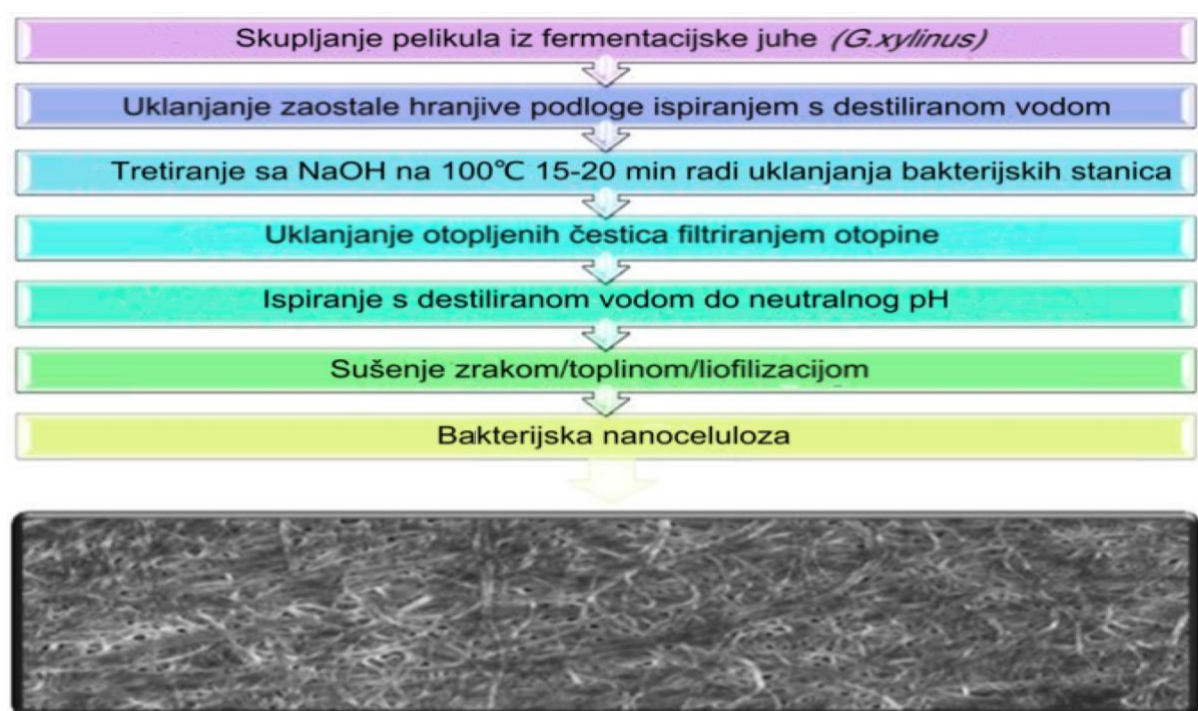 Skupljanje pelikula iz fermentacijske juhe (G.xylinus)
Uklanjanje zaostale hranjive podloge ispiranjem s destiliranom vodom
Tretiranje sa NaOH na 100℃ 15-20 min radi uklanjanja bakterijskih stanica
Uklanjanje otopljenih čestica filtriranjem otopine
Ispiranje s destiliranom vodom do neutralnog pH
Sušenje zrakom/toplinom/liofilizacijom
Bakterijska nanoceluloza